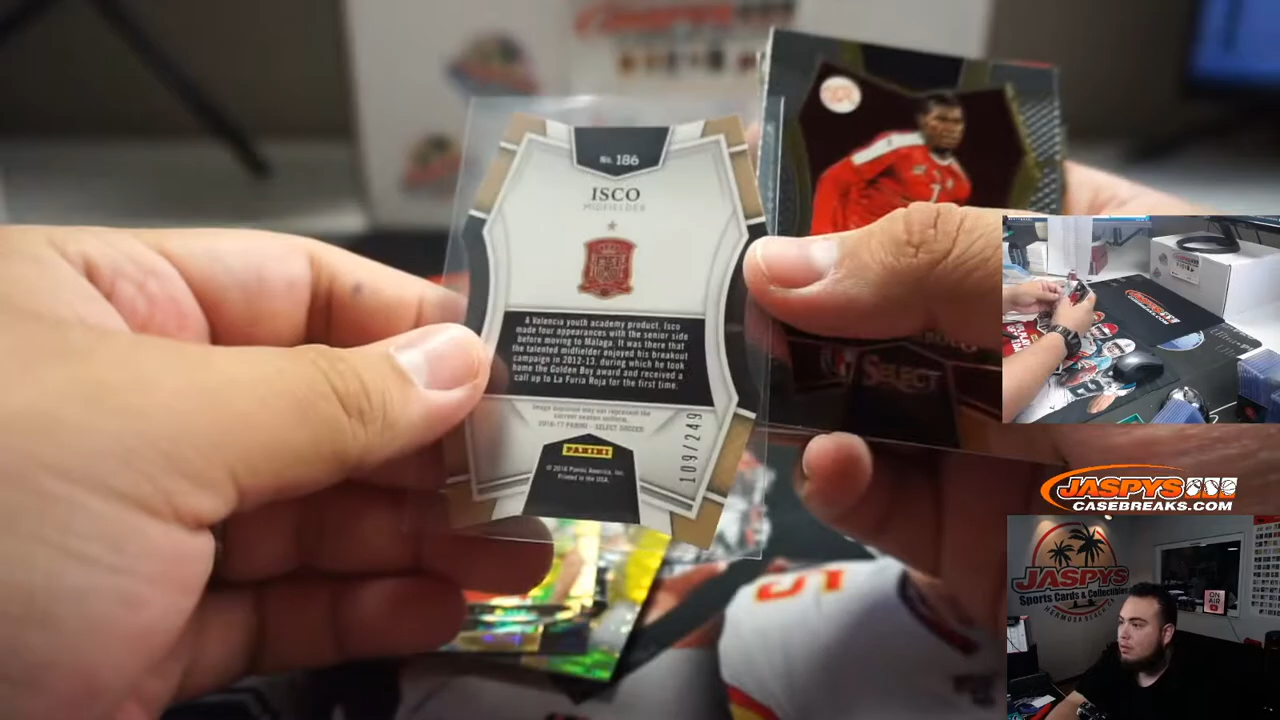 No. 186
ISCO
MIDFIELDER
A Valencia youth academy product, Isco
made four appearances with the senior side
before moving to Málaga. It was there that
the talented midfielder enjoyed his breakout
campaign in 2012-13, during which he took
home the Golden Boy award and received a
call up to La Furia Roja for the first time.
Image depicted may not represent the
current season uniform.
2016-17 PANINI - SELECT SOCCER
109/249
PANINI
© 2016 Panini America, Inc.
Printed in the USA.
SELECT
JASPYS
CASEBREAKS.COM
JASPYS
Sports Cards & Collectibles
HERMOSA BEACH, CA
ON
AIR